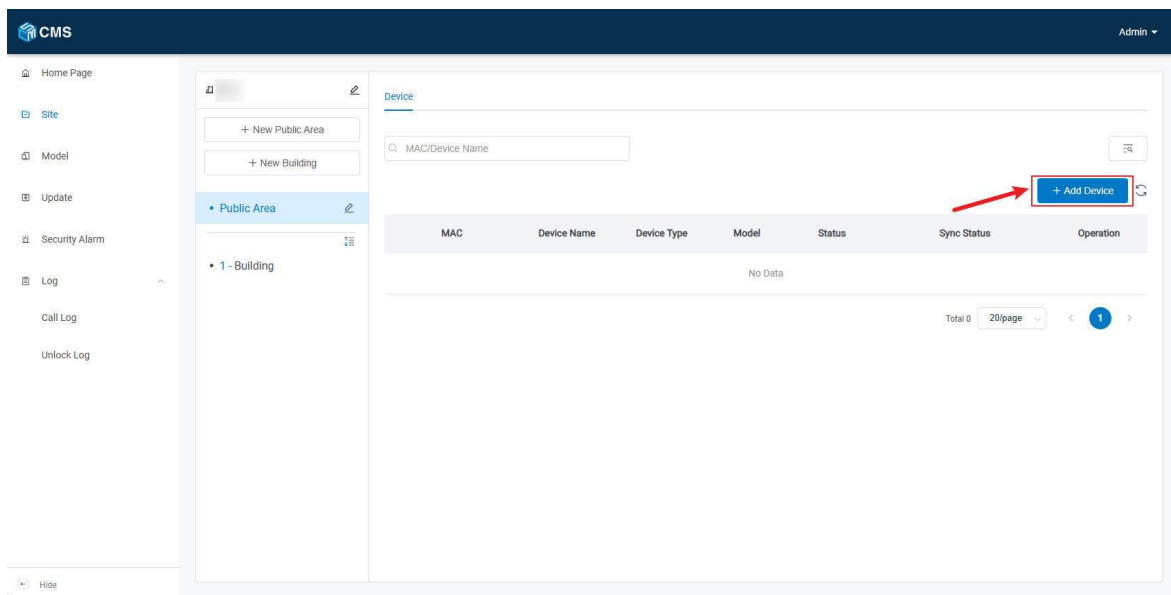 CMS
Admin
Home Page
Site
Model
Update
Security Alarm
Log
Call Log
Unlock Log
Hide
+ New Public Area
+ New Building
• Public Area
• 1 - Building
Device
MAC/Device Name
+ Add Device
MAC Device Name Device Type Model Status Sync Status Operation
No Data
Total 0 20/page < 1 >